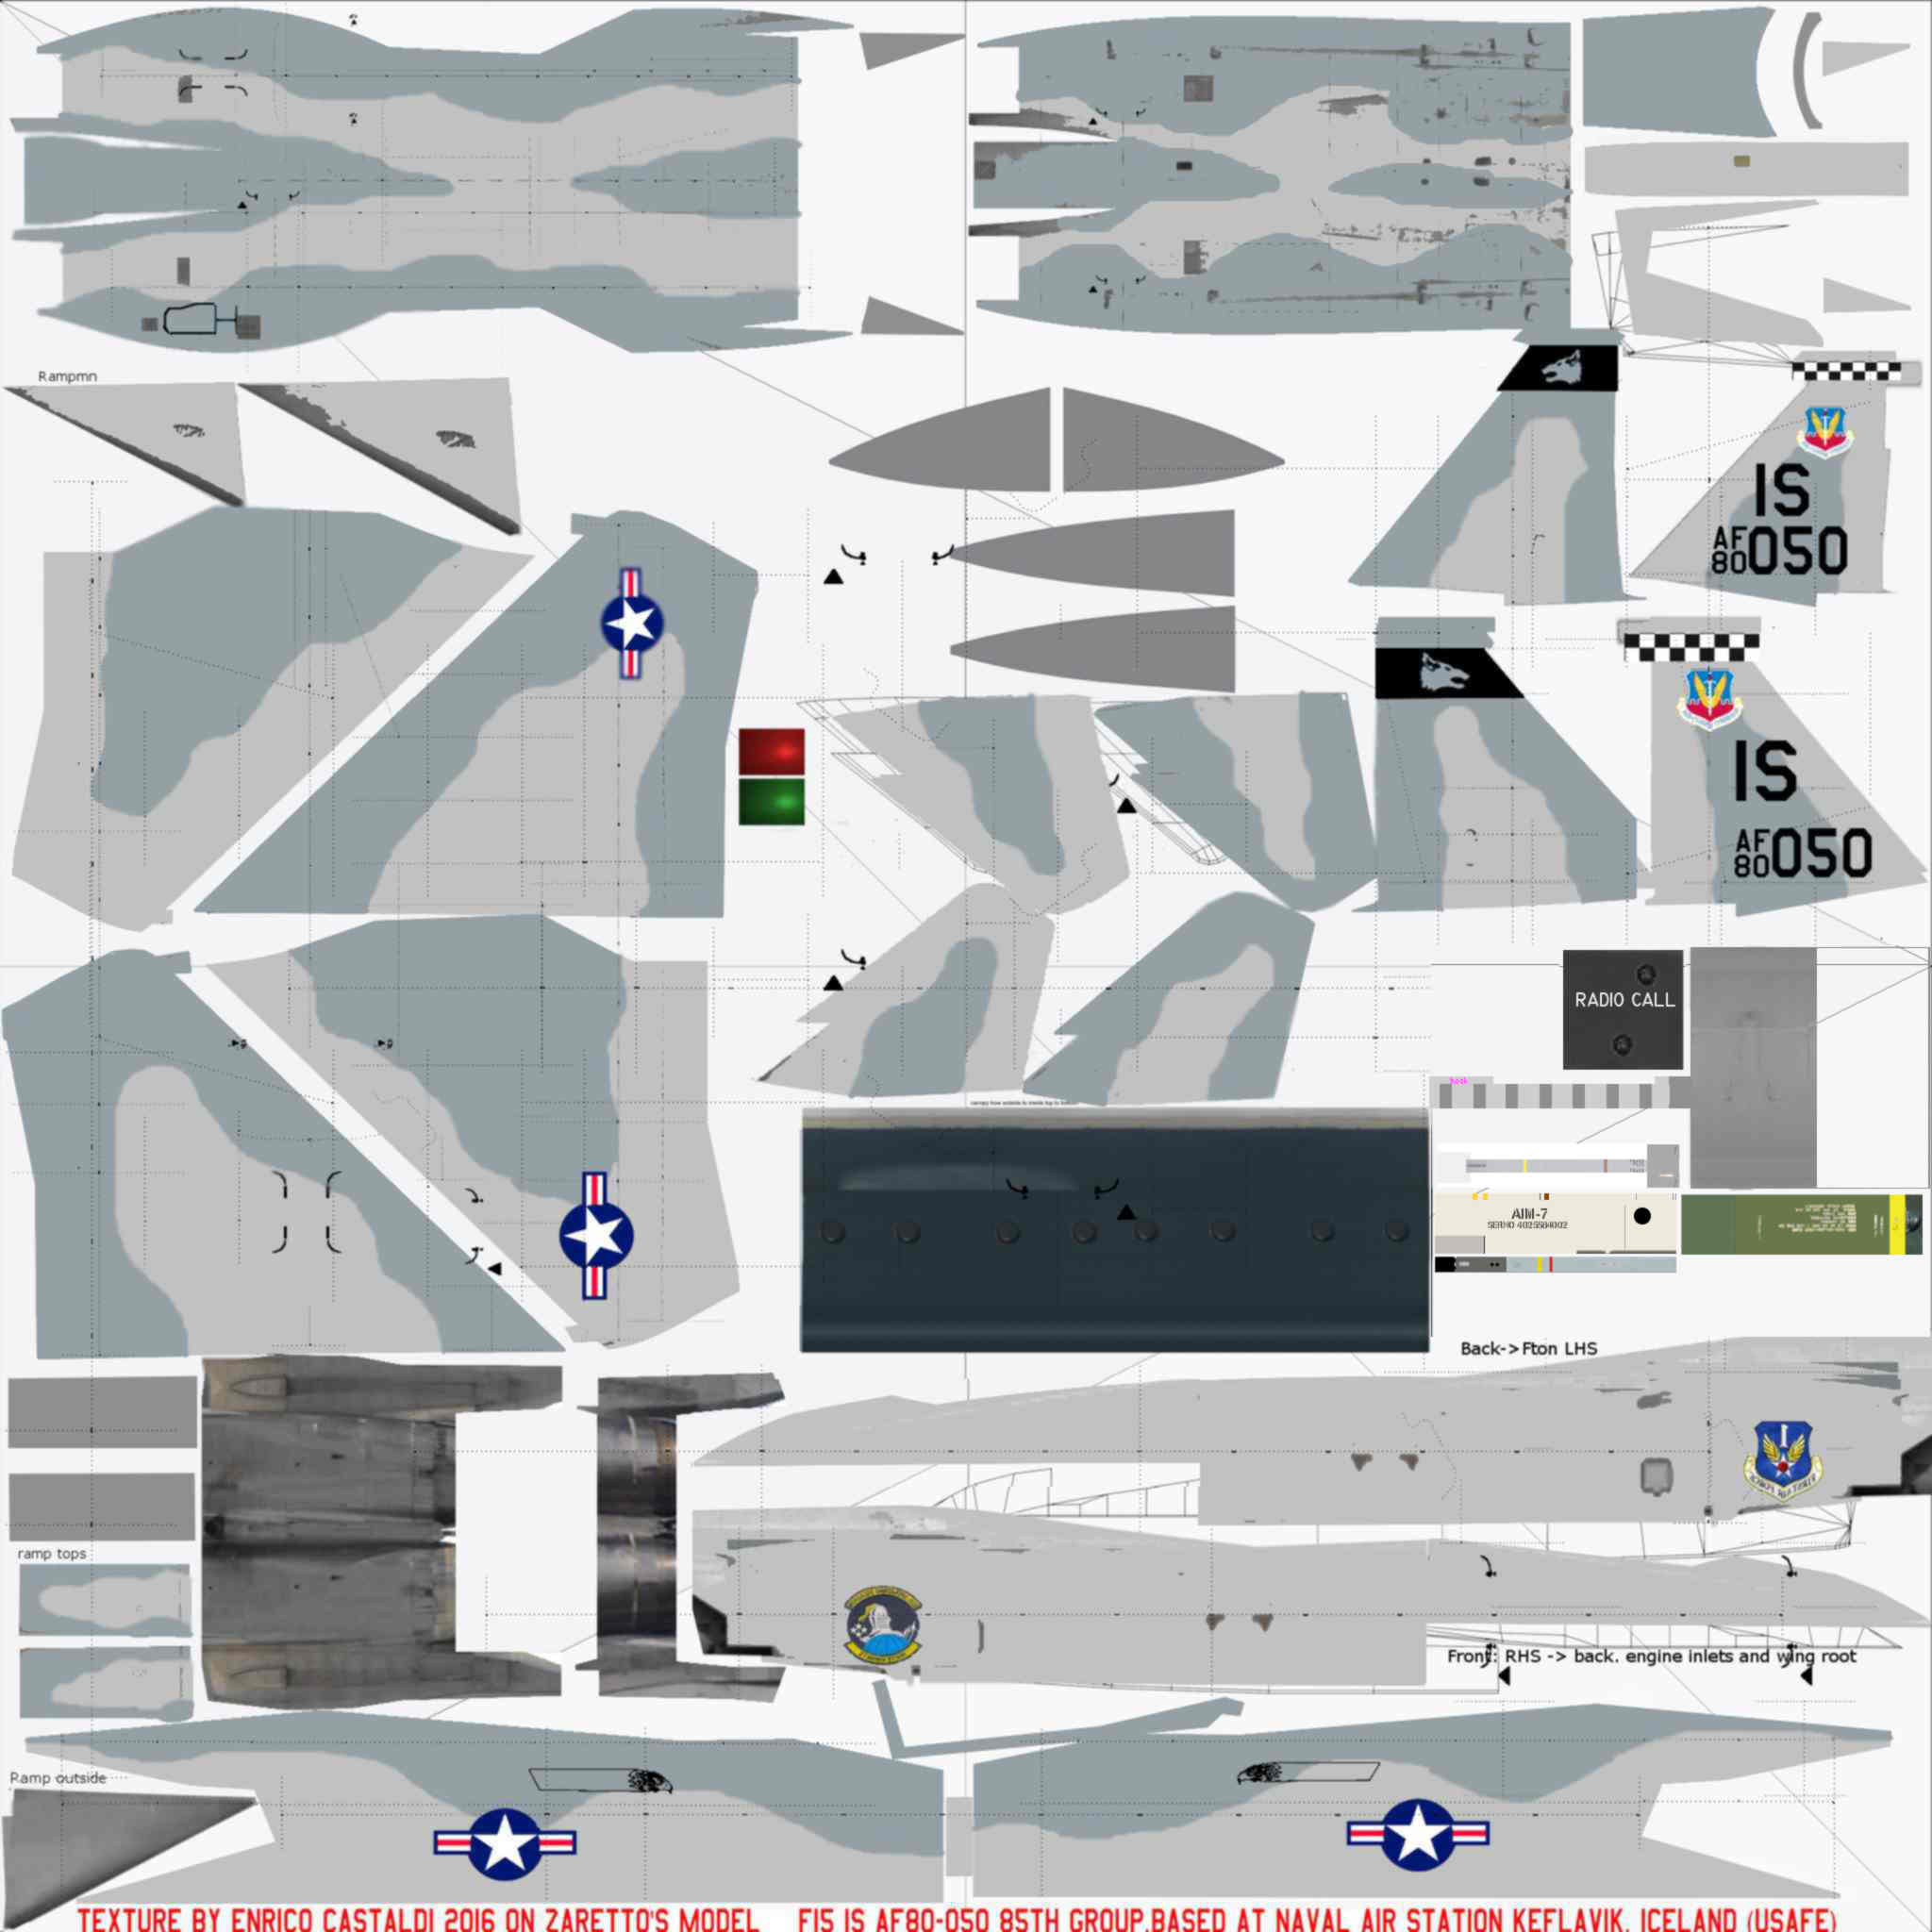 Rampmn
IS
AF
80 050
IS
AF
80 050
RADIO CALL
hook
AIM-7
Back->Fton LHS
ramp tops
Front: RHS -> back. engine inlets and wing root
Ramp outside
TEXTURE BY ENRICO CASTALDI 2016 ON ZARETTO'S MODEL
F15 IS AF80-050 85TH GROUP.BASED AT NAVAL AIR STATION KEFLAVIK. ICELAND (USAFE)